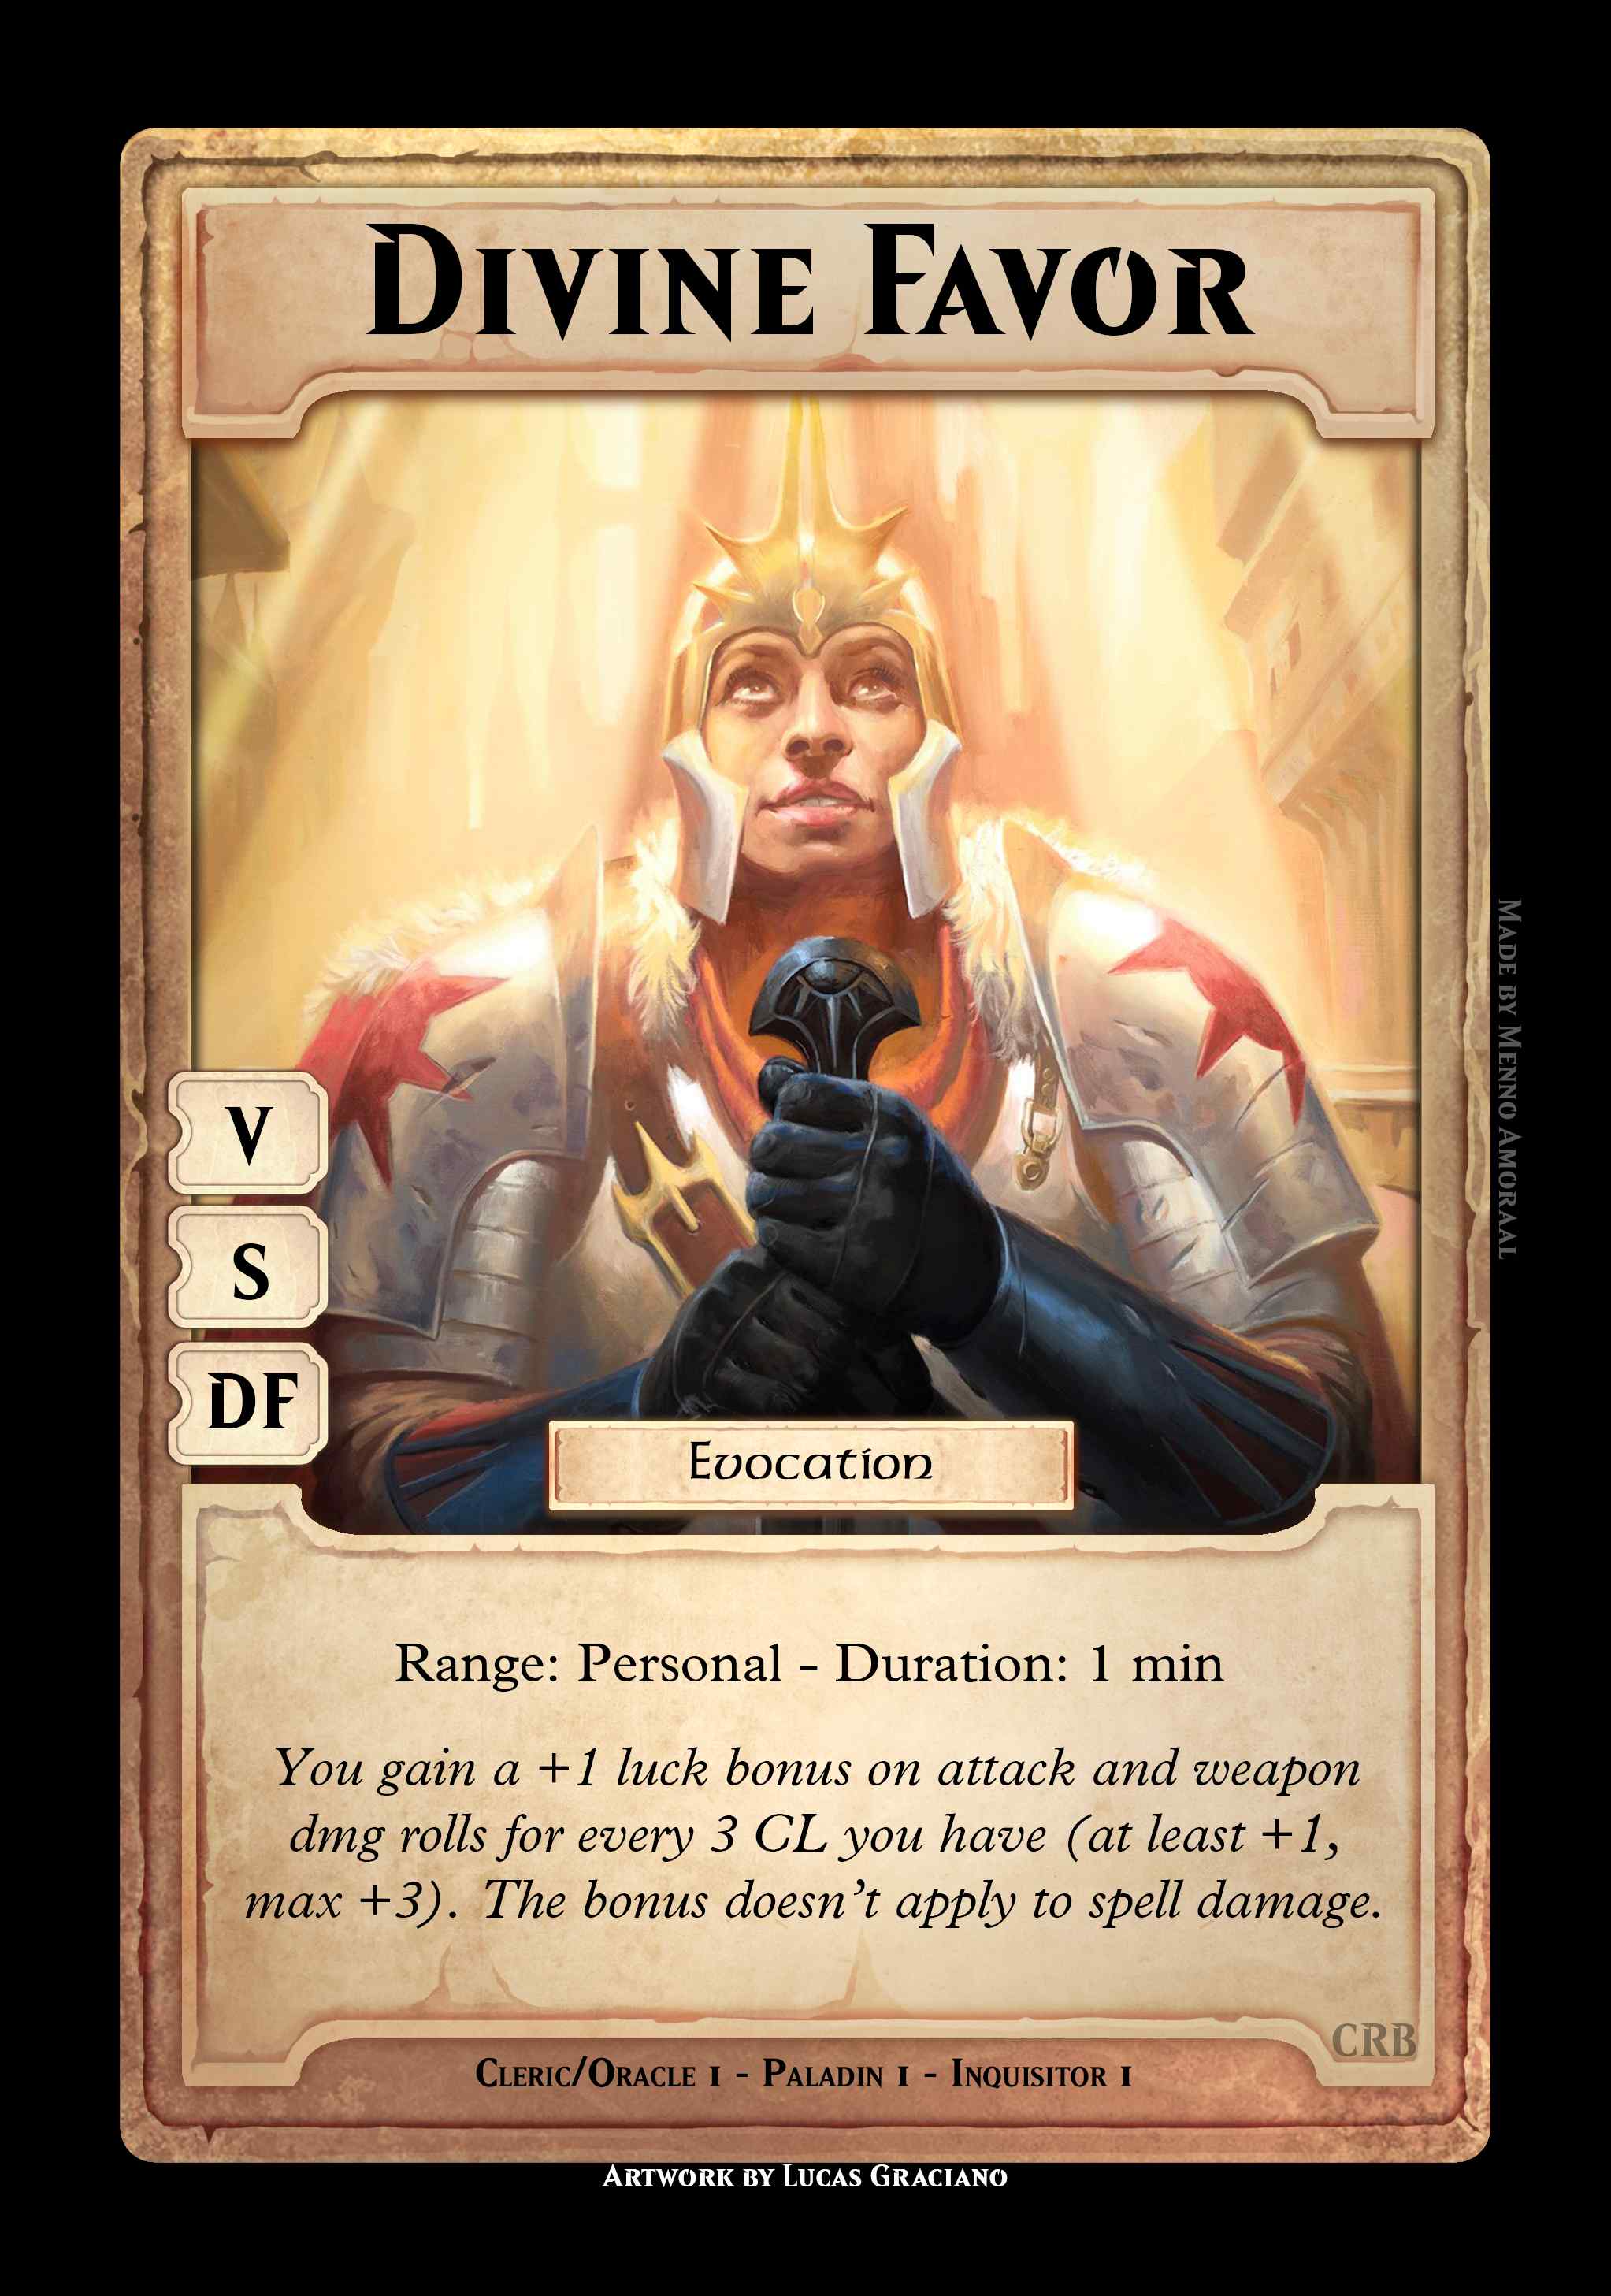 Divine Favor
V
S
DF
Evocation
Range: Personal - Duration: 1 min
You gain a +1 luck bonus on attack and weapon
dmg rolls for every 3 CL you have (at least +1,
max +3). The bonus doesn't apply to spell damage.
CRB
Cleric/Oracle 1 - Paladin 1 - Inquisitor 1
Artwork by Lucas Graciano
Made by Menno Amoraal